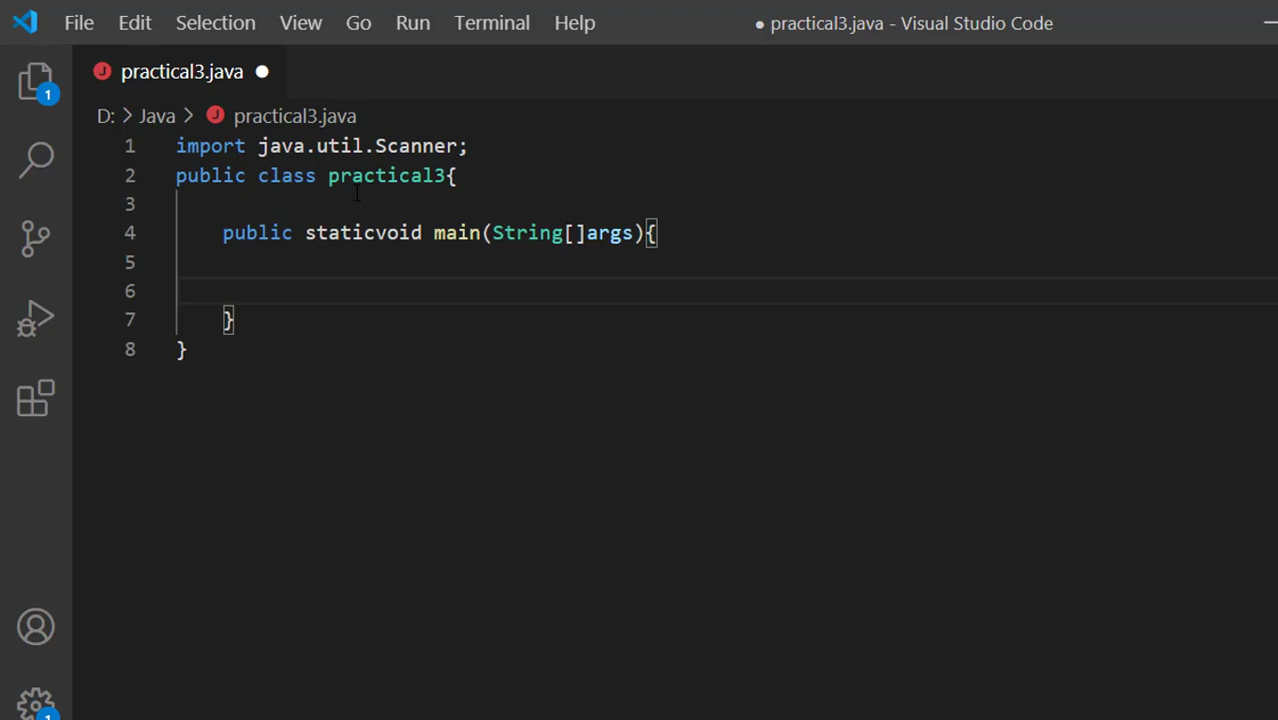 File Edit Selection View Go Run Terminal Help ● practical3.java - Visual Studio Code
J practical3.java ●
1
D: > Java > J practical3.java
1 import java.util.Scanner;
2 public class practical3{
3
4 public staticvoid main(String[]args){
5
6
7 }
8 }
1